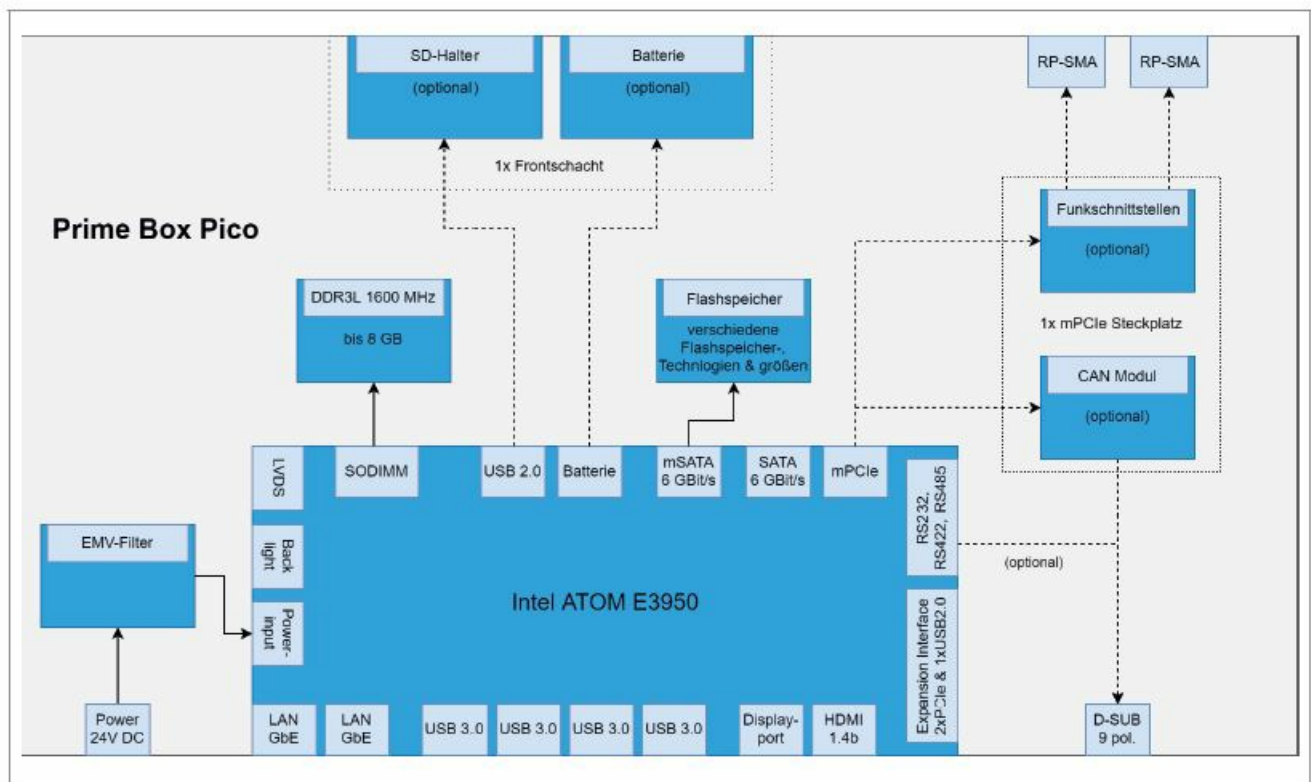 SD-Halter
(optional)
Batterie
(optional)
1x Frontschacht
RP-SMA
RP-SMA
Prime Box Pico
Funkschnittstellen
(optional)
1x mPCIe Steckplatz
CAN Modul
(optional)
DDR3L 1600 MHz
bis 8 GB
Flashspeicher
verschiedene
Flashspeicher-,
Technlogien & größen
LVDS
SODIMM
USB 2.0
Batterie
mSATA
6 GBit/s
SATA
6 GBit/s
mPCIe
RS232,
RS422, RS485
(optional)
EMV-Filter
Back
light
Power-
input
Intel ATOM E3950
Expansion Interface
2xPCIe & 1xUSB2.0
Power
24V DC
LAN
GbE
LAN
GbE
USB 3.0
USB 3.0
USB 3.0
USB 3.0
Display-
port
HDMI
1.4b
D-SUB
9 pol.